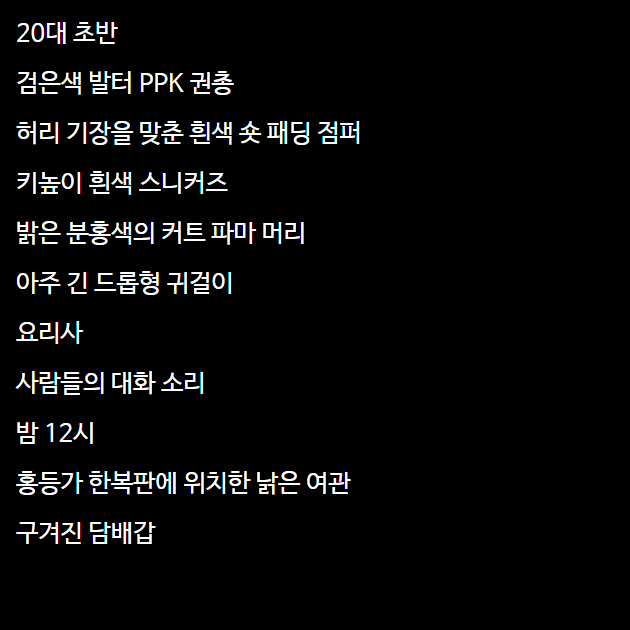 20대 초반
검은색 발터 PPK 권총
허리 기장을 맞춘 흰색 숏 패딩 점퍼
키높이 흰색 스니커즈
밝은 분홍색의 커트 파마 머리
아주 긴 드롭형 귀걸이
요리사
사람들의 대화 소리
밤 12시
홍등가 한복판에 위치한 낡은 여관
구겨진 담배갑